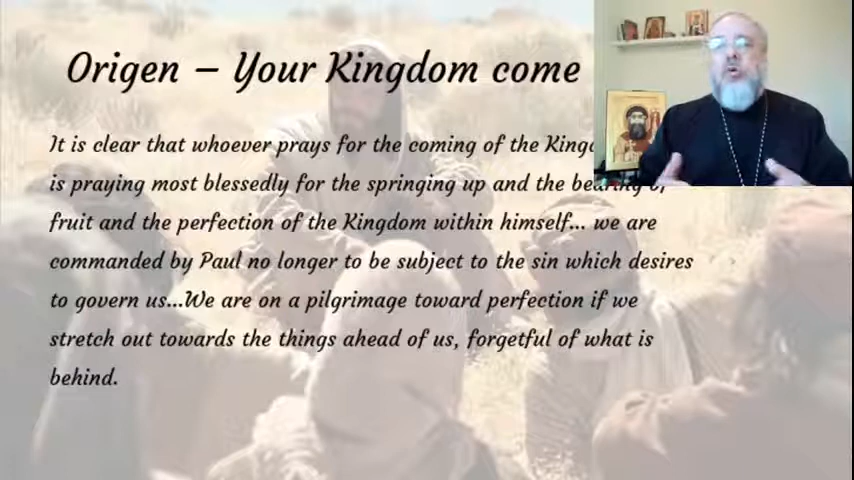 Origen – Your Kingdom come
It is clear that whoever prays for the coming of the
is praying most blessedly for the springing up and the bearing of
fruit and the perfection of the Kingdom within himself... we are
commanded by Paul no longer to be subject to the sin which desires
to govern us...We are on a pilgrimage toward perfection if we
stretch out towards the things ahead of us, forgetful of what is
behind.